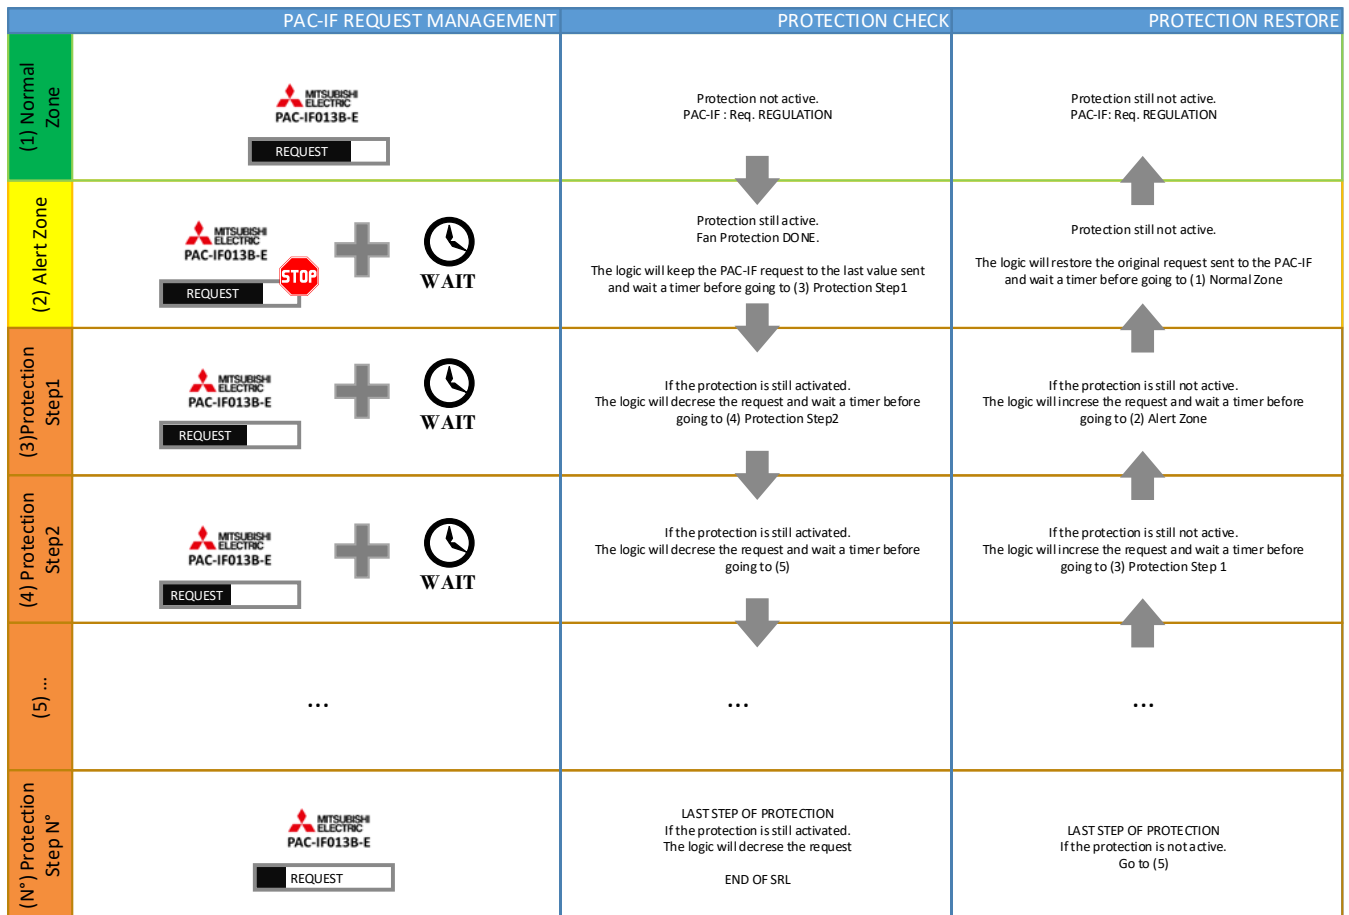 PAC-IF REQUEST MANAGEMENT
PROTECTION CHECK
PROTECTION RESTORE
(1) Normal
Zone
MITSUBISHI
ELECTRIC
PAC-IF013B-E
REQUEST
Protection not active.
PAC-IF : Req. REGULATION
Protection still not active.
PAC-IF: Req. REGULATION
(2) Alert Zone
MITSUBISHI
ELECTRIC
PAC-IF013B-E
STOP
REQUEST
WAIT
Protection still active.
Fan Protection DONE.
The logic will keep the PAC-IF request to the last value sent
and wait a timer before going to (3) Protection Step1
Protection still not active.
The logic will restore the original request sent to the PAC-IF
and wait a timer before going to (1) Normal Zone
(3)Protection
Step1
MITSUBISHI
ELECTRIC
PAC-IF013B-E
REQUEST
WAIT
If the protection is still activated.
The logic will decrese the request and wait a timer before
going to (4) Protection Step2
If the protection is still not active.
The logic will increse the request and wait a timer before
going to (2) Alert Zone
(4) Protection
Step2
MITSUBISHI
ELECTRIC
PAC-IF013B-E
REQUEST
WAIT
If the protection is still activated.
The logic will decrese the request and wait a timer before
going to (5)
If the protection is still not active.
The logic will increse the request and wait a timer before
going to (3) Protection Step 1
(5) ...
...
...
...
(N°) Protection
Step N°
MITSUBISHI
ELECTRIC
PAC-IF013B-E
REQUEST
LAST STEP OF PROTECTION
If the protection is still activated.
The logic will decrese the request
END OF SRL
LAST STEP OF PROTECTION
If the protection is not active.
Go to (5)